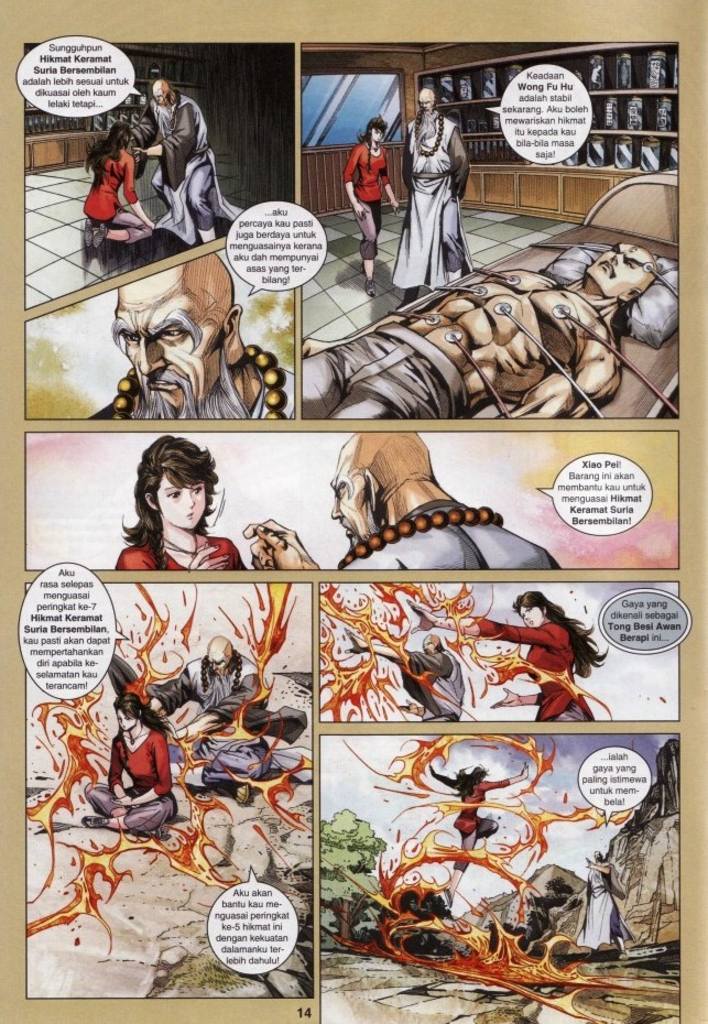 Sungguhpun
Hikmat Keramat
Suria Bersembilan
adalah lebih sesuai untuk
dikuasai oleh kaum
lelaki tetapi...
...aku
percaya kau pasti
juga berdaya untuk
menguasainya kerana
aku dah mempunyai
asas yang ter-
bilang!
Keadaan
Wong Fu Hu
adalah stabil
sekarang. Aku boleh
mewariskan hikmat
itu kepada kau
bila-bila masa
saja!
Xiao Pei!
Barang ini akan
membantu kau untuk
menguasai Hikmat
Keramat Suria
Bersembilan!
Aku
rasa selepas
menguasai
peringkat ke-7
Hikmat Keramat
Suria Bersembilan,
kau pasti akan dapat
mempertahankan
diri apabila ke-
selamatan kau
terancam!
Aku akan
bantu kau me-
nguasai peringkat
ke-5 hikmat ini
dengan kekuatan
dalamanku ter-
lebih dahulu!
Gaya yang
dikenali sebagai
Tong Besi Awan
Berapi ini...
...ialah
gaya yang
paling istimewa
untuk mem-
bela!
14